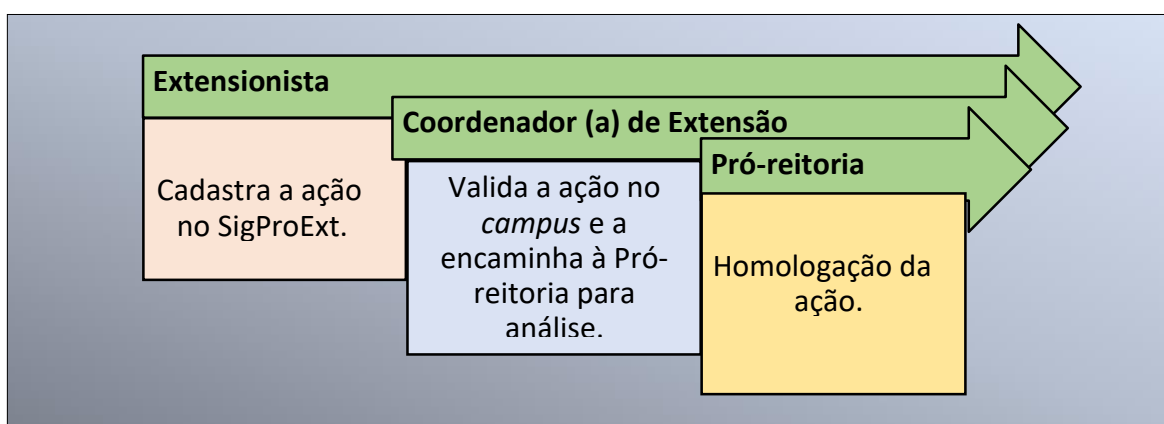 Extensionista
Cadastra a ação
no SigProExt.
Coordenador (a) de Extensão
Valida a ação no
campus e a
encaminha à Pró-
reitoria para
análise.
Pró-reitoria
Homologação da
ação.